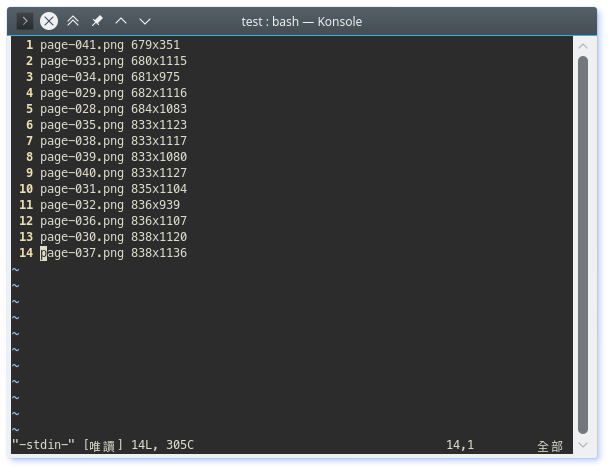 test : bash — Konsole
1 page-041.png 679x351
2 page-033.png 680x1115
3 page-034.png 681x975
4 page-029.png 682x1116
5 page-028.png 684x1083
6 page-035.png 833x1123
7 page-038.png 833x1117
8 page-039.png 833x1080
9 page-040.png 833x1127
10 page-031.png 835x1104
11 page-032.png 836x939
12 page-036.png 836x1107
13 page-030.png 838x1120
14 page-037.png 838x1136
~
~
~
~
~
~
~
~
~
~
~
"-stdin-" [唯讀] 14L, 305C 14,1 全部